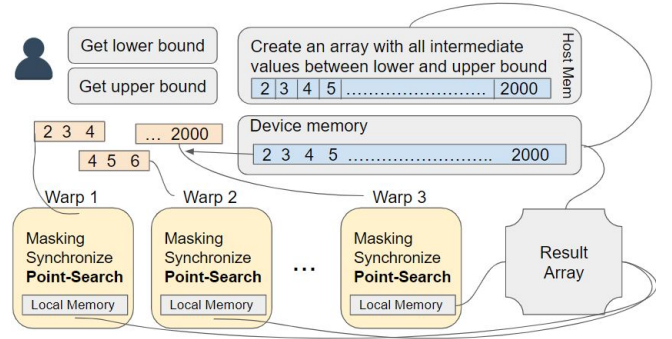 Get lower bound
Get upper bound
Create an array with all intermediate
values between lower and upper bound
2 3 4 5 ................................ 2000
Host Mem
Device memory
2 3 4 5 ................................ 2000
2 3 4
... 2000
4 5 6
Warp 1
Warp 2
Warp 3
Masking
Synchronize
Point-Search
Local Memory
Masking
Synchronize
Point-Search
Local Memory
...
Masking
Synchronize
Point-Search
Local Memory
Result
Array